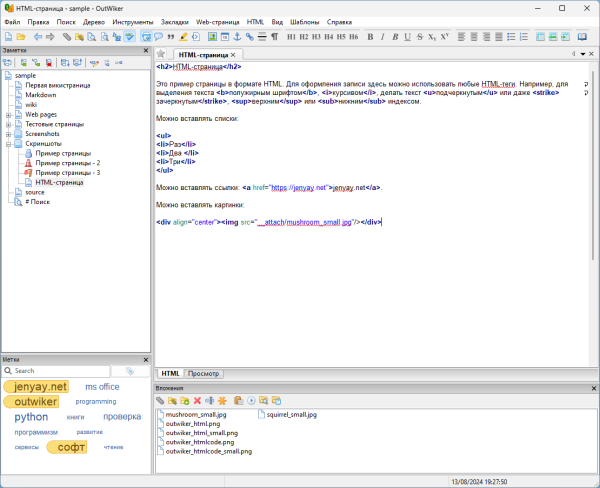 HTML-страница - sample - OutWiker
Файл Правка Поиск Дерево Инструменты Закладки Web-страница HTML Вид Шаблоны Справка
H1 H2 H3 H4 H5 H6 B I U S X₂ X²
Заметки
sample
Первая викистраница
Markdown
wiki
Web pages
Тестовые страницы
Screenshots
Скриншоты
Пример страницы
Пример страницы - 2
Пример страницы - 3
HTML-страница
source
# Поиск
Метки
Search
jenyay.net ms office
outwiker programming
python книги проверка
программизм развитие
сервисы софт чтение
HTML-страница
<h2>HTML-страница</h2>
Это пример страницы в формате HTML. Для оформления записи здесь можно использовать любые HTML-теги. Например, для
выделения текста <b>полужирным шрифтом</b>, <i>курсивом</i>, делать текст <u>подчеркнутым</u> или даже <strike>
зачеркнутым</strike>, <sup>верхним</sup> или <sub>нижним</sub> индексом.
Можно вставлять списки:
<ul>
<li>Раз</li>
<li>Два </li>
<li>Три</li>
</ul>
Можно вставлять ссылки: <a href="https://jenyay.net">jenyay.net</a>.
Можно вставлять картинки:
<div align="center"><img src="__attach/mushroom_small.jpg"/></div>
HTML Просмотр
Вложения
mushroom_small.jpg squirrel_small.jpg
outwiker_html.png
outwiker_html_small.png
outwiker_htmlcode.png
outwiker_htmlcode_small.png
13/08/2024 19:27:50